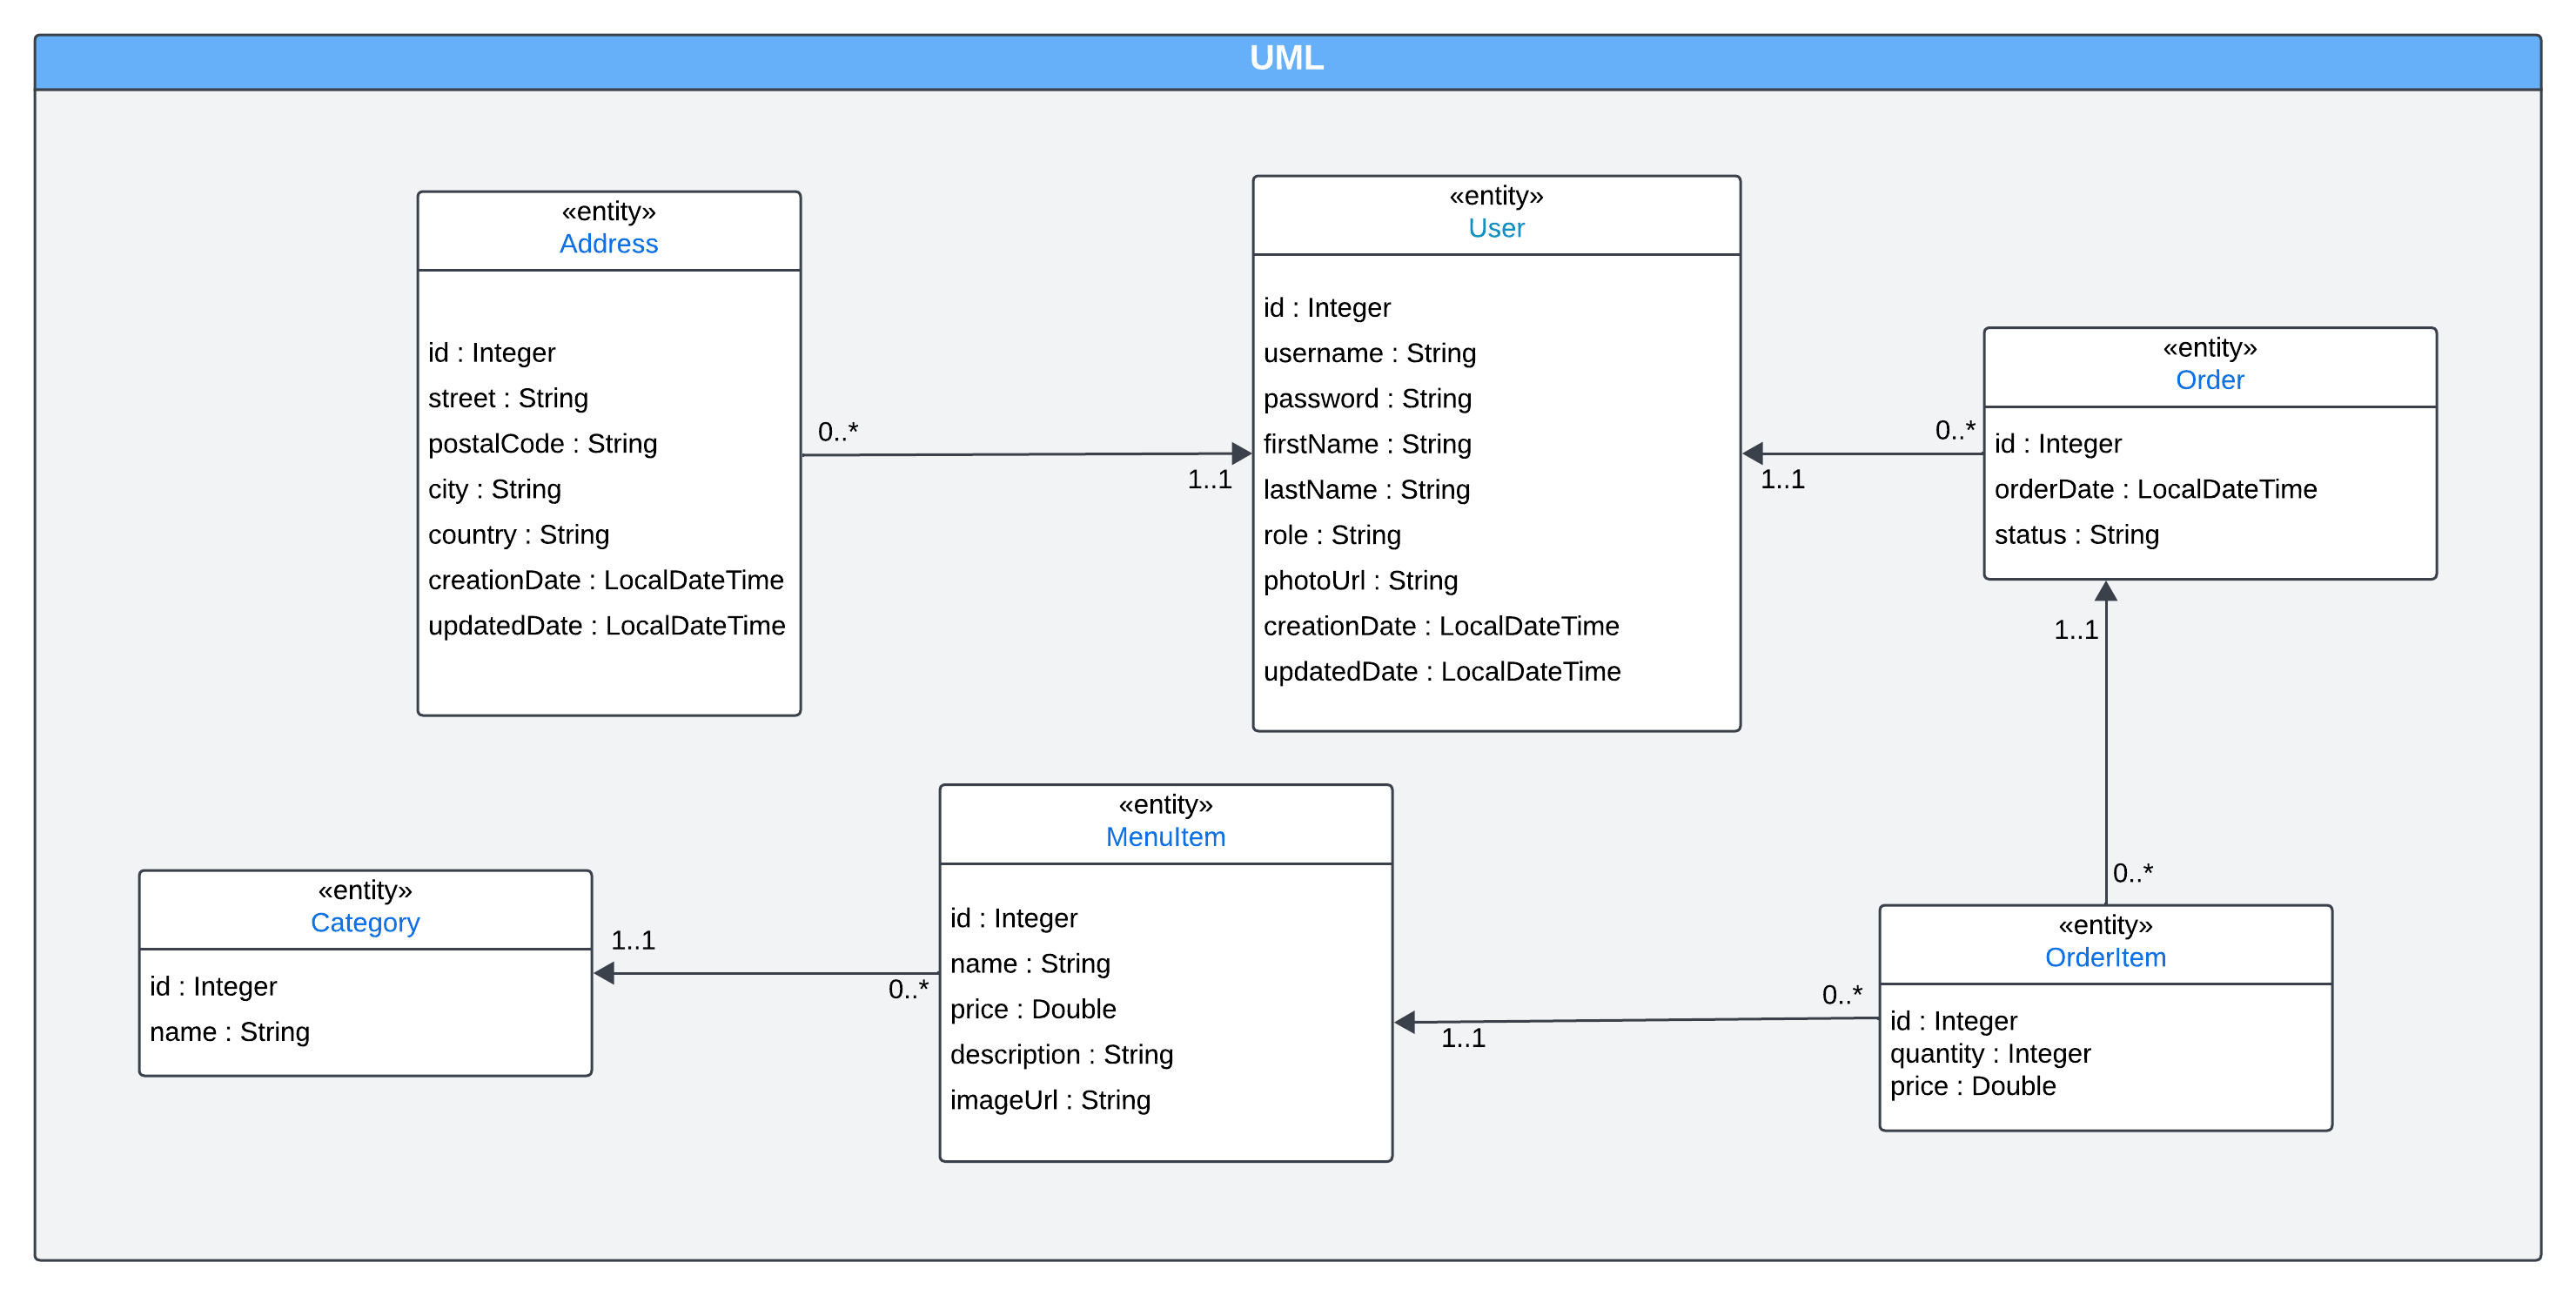 UML
«entity»
Address
id : Integer
street : String
postalCode : String
city : String
country : String
creationDate : LocalDateTime
updatedDate : LocalDateTime
0..*
1..1
«entity»
User
id : Integer
username : String
password : String
firstName : String
lastName : String
role : String
photoUrl : String
creationDate : LocalDateTime
updatedDate : LocalDateTime
0..*
1..1
«entity»
Order
id : Integer
orderDate : LocalDateTime
status : String
1..1
0..*
«entity»
Category
id : Integer
name : String
1..1
0..*
«entity»
MenuItem
id : Integer
name : String
price : Double
description : String
imageUrl : String
0..*
1..1
«entity»
OrderItem
id : Integer
quantity : Integer
price : Double